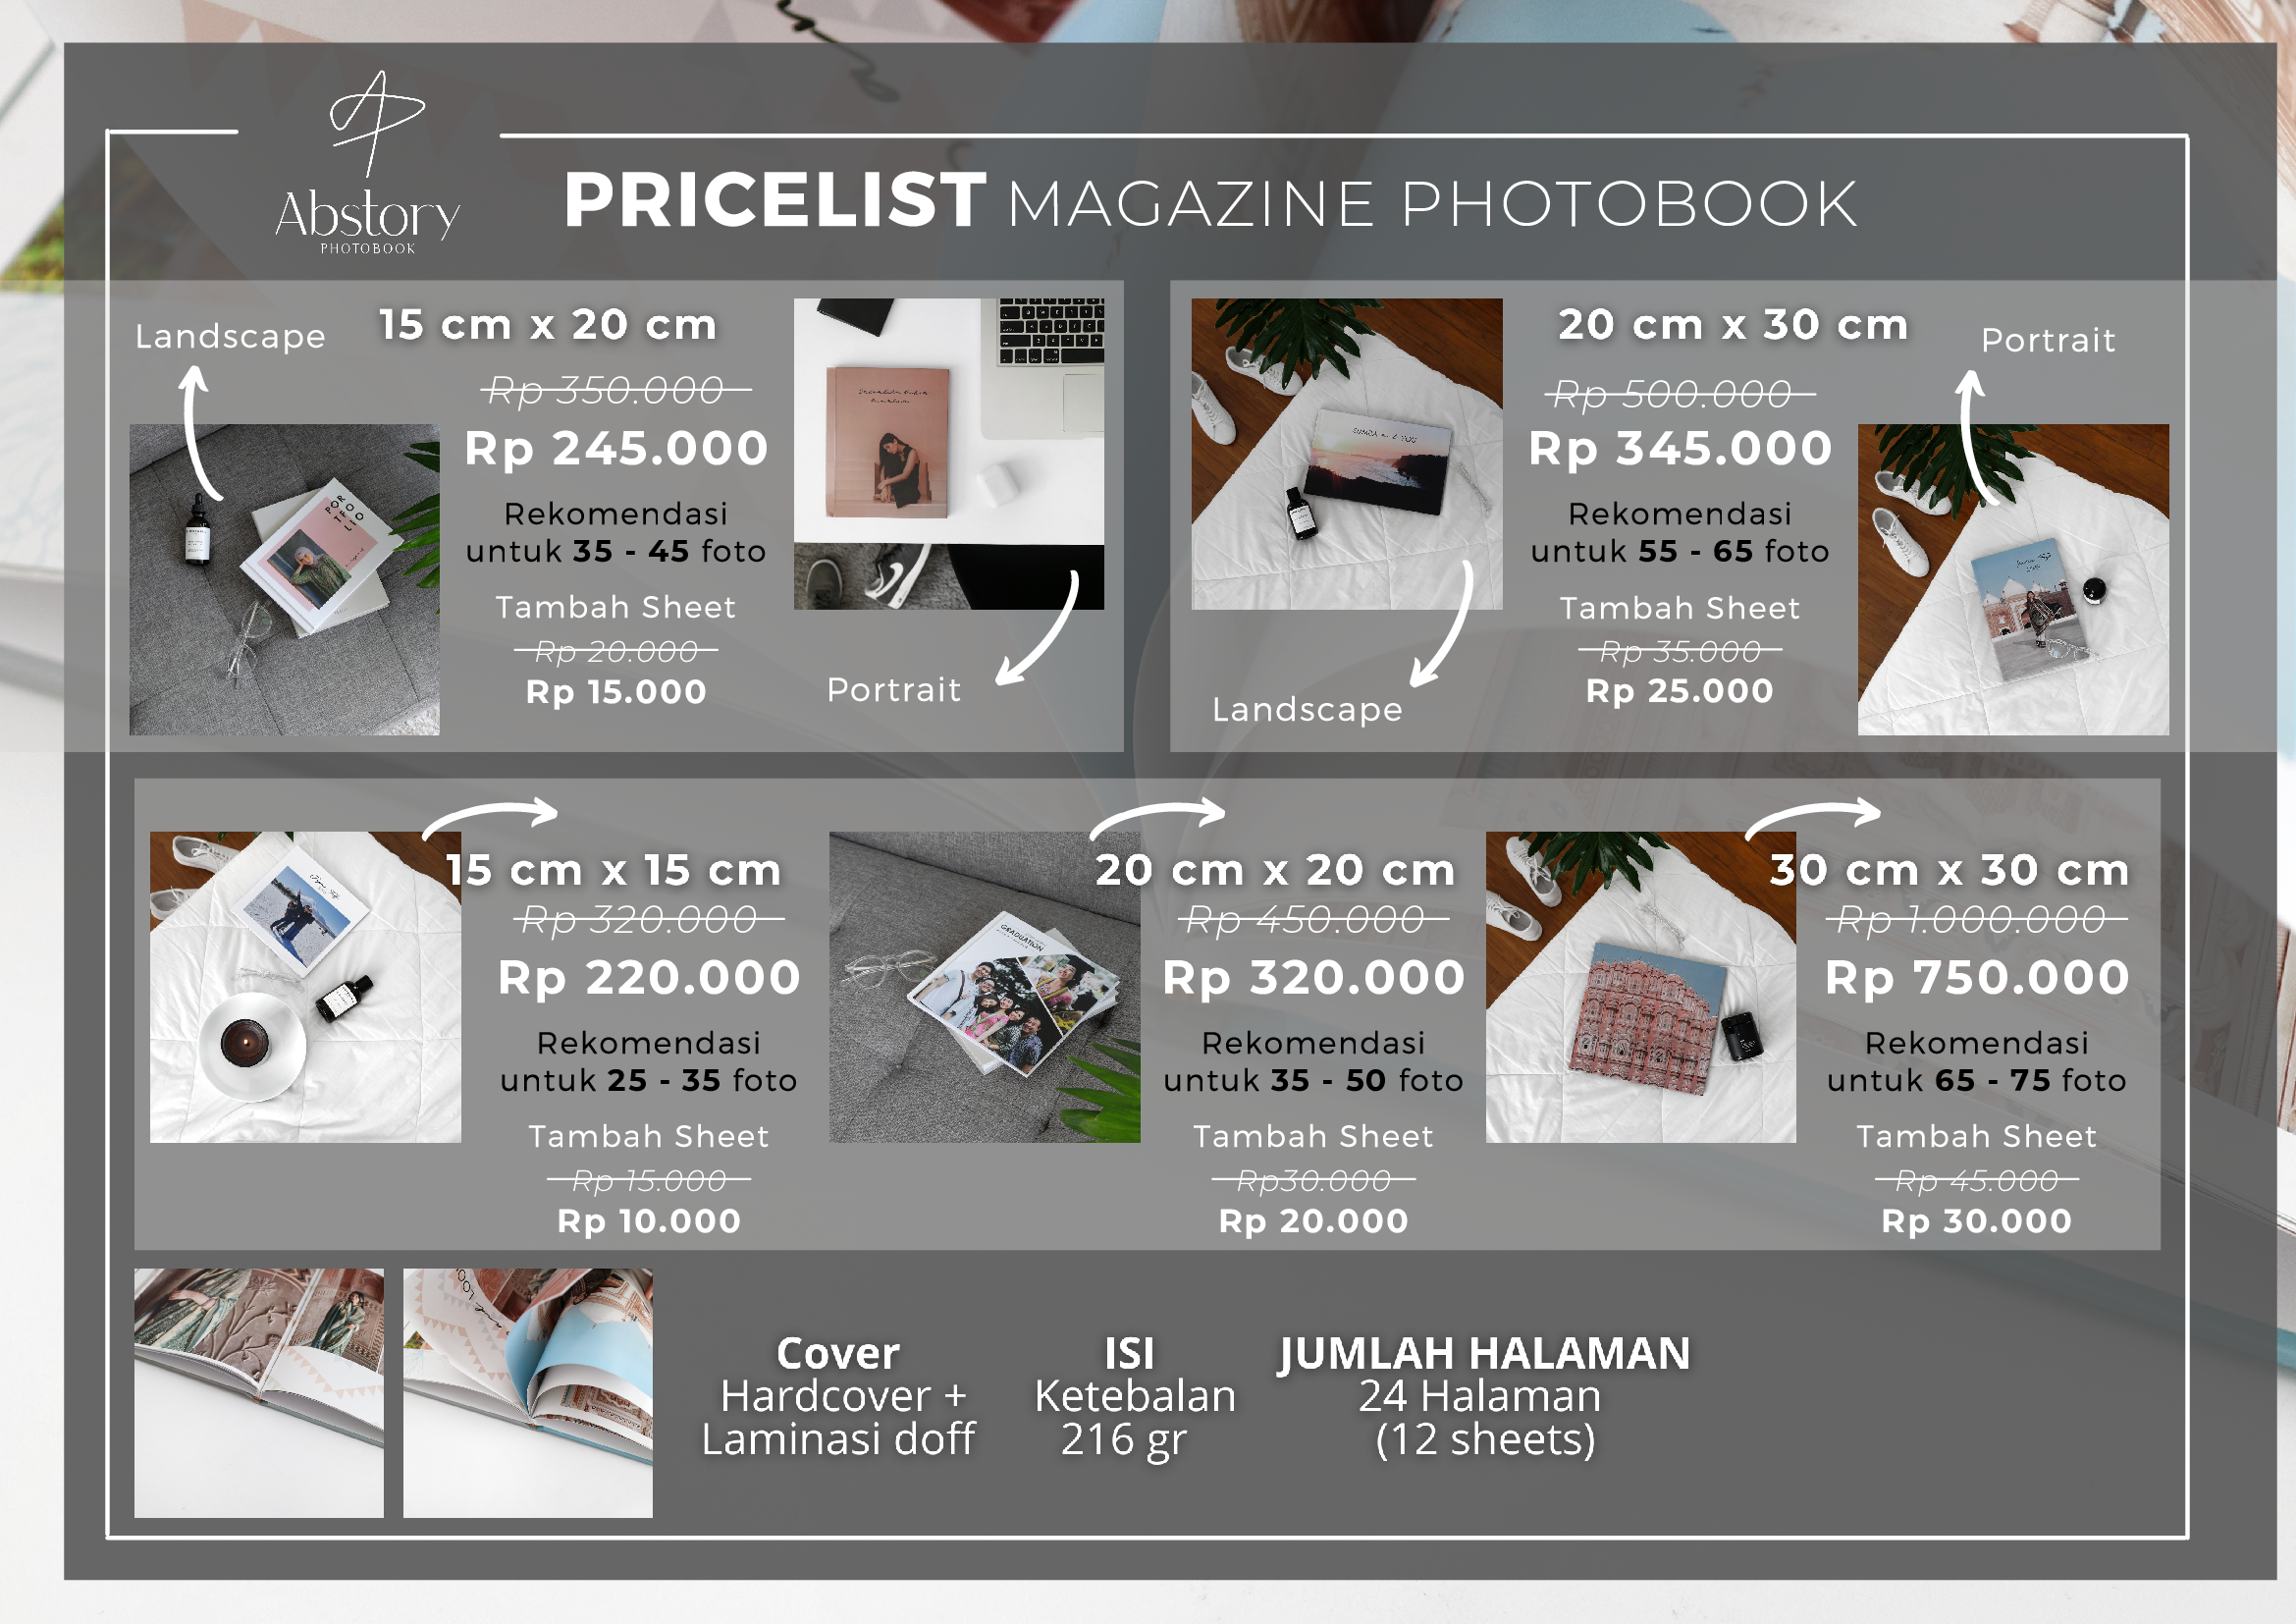 Abstory
PHOTOBOOK
PRICELIST MAGAZINE PHOTOBOOK
Landscape
15 cm x 20 cm
Rp 350.000
Rp 245.000
Rekomendasi
untuk 35 - 45 foto
Tambah Sheet
Rp 20.000
Rp 15.000
Portrait
20 cm x 30 cm
Portrait
Rp 500.000
Rp 345.000
Rekomendasi
untuk 55 - 65 foto
Tambah Sheet
Rp 35.000
Rp 25.000
Landscape
15 cm x 15 cm
Rp 320.000
Rp 220.000
Rekomendasi
untuk 25 - 35 foto
Tambah Sheet
Rp 15.000
Rp 10.000
20 cm x 20 cm
Rp 450.000
Rp 320.000
Rekomendasi
untuk 35 - 50 foto
Tambah Sheet
Rp30.000
Rp 20.000
GRADUATION
30 cm x 30 cm
Rp 1.000.000
Rp 750.000
Rekomendasi
untuk 65 - 75 foto
Tambah Sheet
Rp 45.000
Rp 30.000
Cover
Hardcover +
Laminasi doff
ISI
Ketebalan
216 gr
JUMLAH HALAMAN
24 Halaman
(12 sheets)